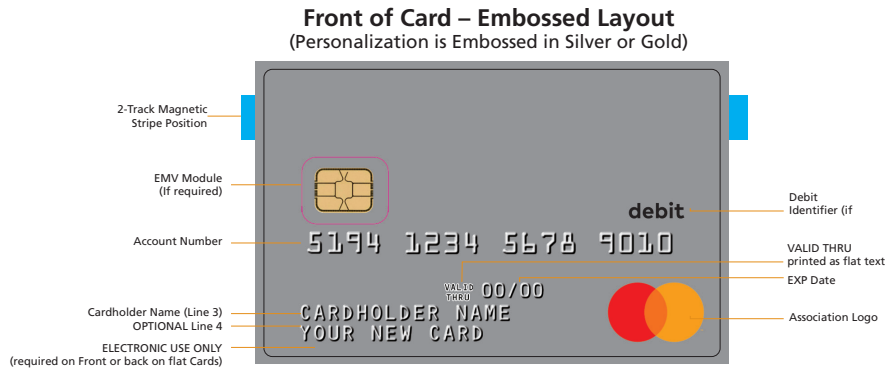 Front of Card – Embossed Layout
(Personalization is Embossed in Silver or Gold)
2-Track Magnetic
Stripe Position
EMV Module
(If required)
debit
Debit
Identifier (if
Account Number
5194 1234 5678 9010
VALID THRU
printed as flat text
VALID
THRU
00/00
EXP Date
Cardholder Name (Line 3)
CARDHOLDER NAME
Association Logo
OPTIONAL Line 4
YOUR NEW CARD
ELECTRONIC USE ONLY
(required on Front or back on flat Cards)